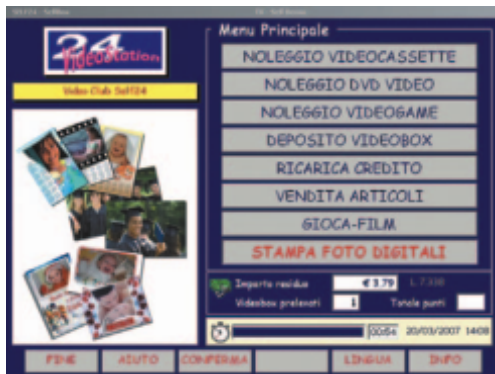 24
VideoStation
Video Club Self24
Menu Principale
NOLEGGIO VIDEOCASSETTE
NOLEGGIO DVD VIDEO
NOLEGGIO VIDEOGAME
DEPOSITO VIDEOBOX
RICARICA CREDITO
VENDITA ARTICOLI
GIOCA-FILM
STAMPA FOTO DIGITALI
Importo residuo € 3.79 L. 7.338
Videobox prelevati 1 Totale punti
00:54 20/03/2007 14:08
FINE AIUTO CONFERMA LINGUA INFO